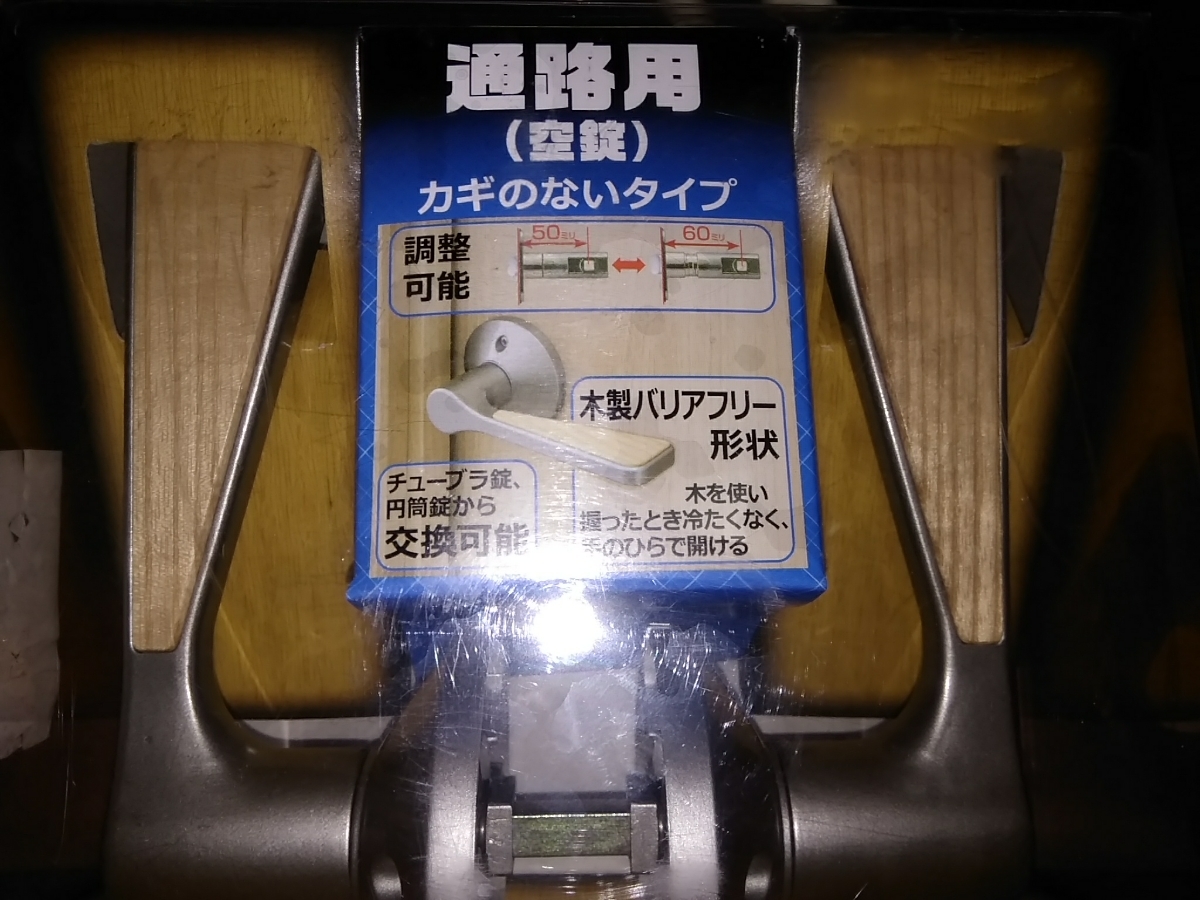 通路用
(空錠)
カギのないタイプ
調整
可能
50ミリ
60ミリ
木製バリアフリー
形状
チューブラ錠、
円筒錠から
交換可能
木を使い
握ったとき冷たくなく、
手のひらで開ける